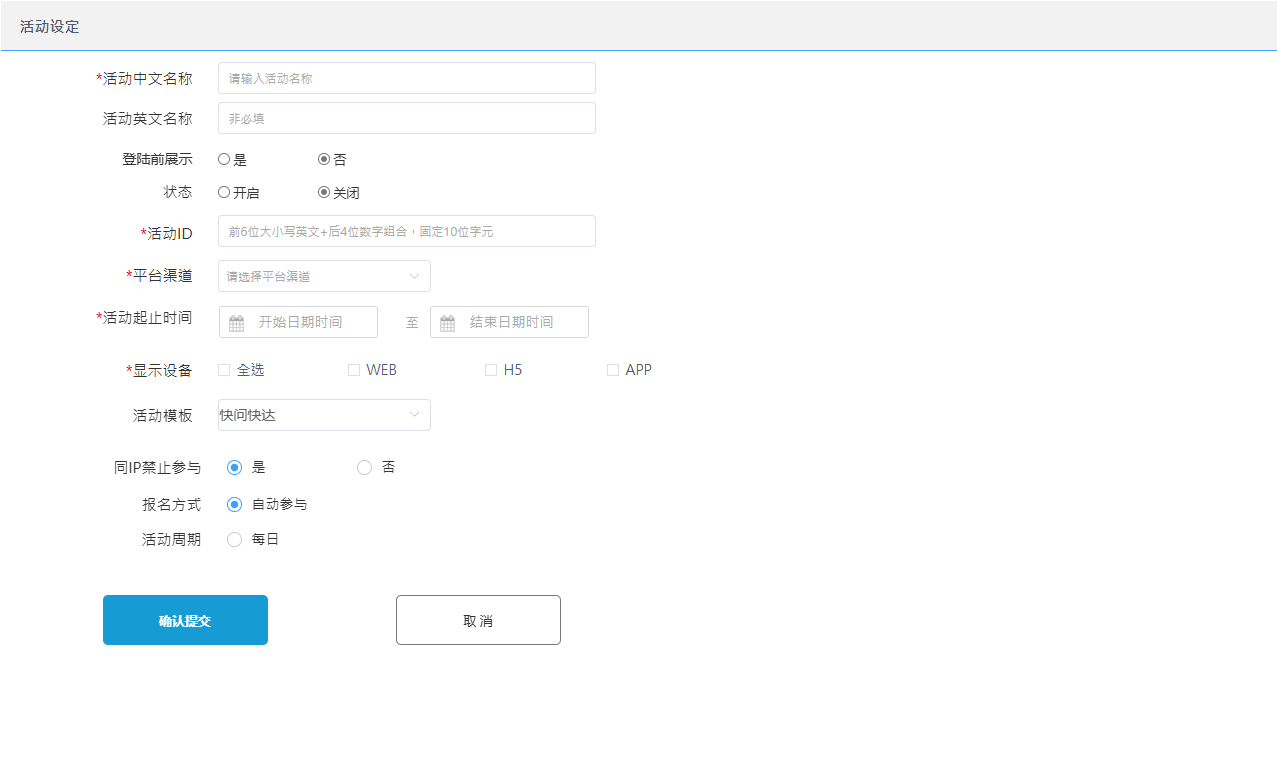 活动设定
*活动中文名称 请输入活动名称
活动英文名称 非必填
登陆前展示 是 否
状态 开启 关闭
*活动ID 前6位大小写英文+后4位数字组合，固定10位字元
*平台渠道 请选择平台渠道
*活动起止时间 开始日期时间 至 结束日期时间
*显示设备 全选 WEB H5 APP
活动模板 快问快达
同IP禁止参与 是 否
报名方式 自动参与
活动周期 每日
确认提交 取 消